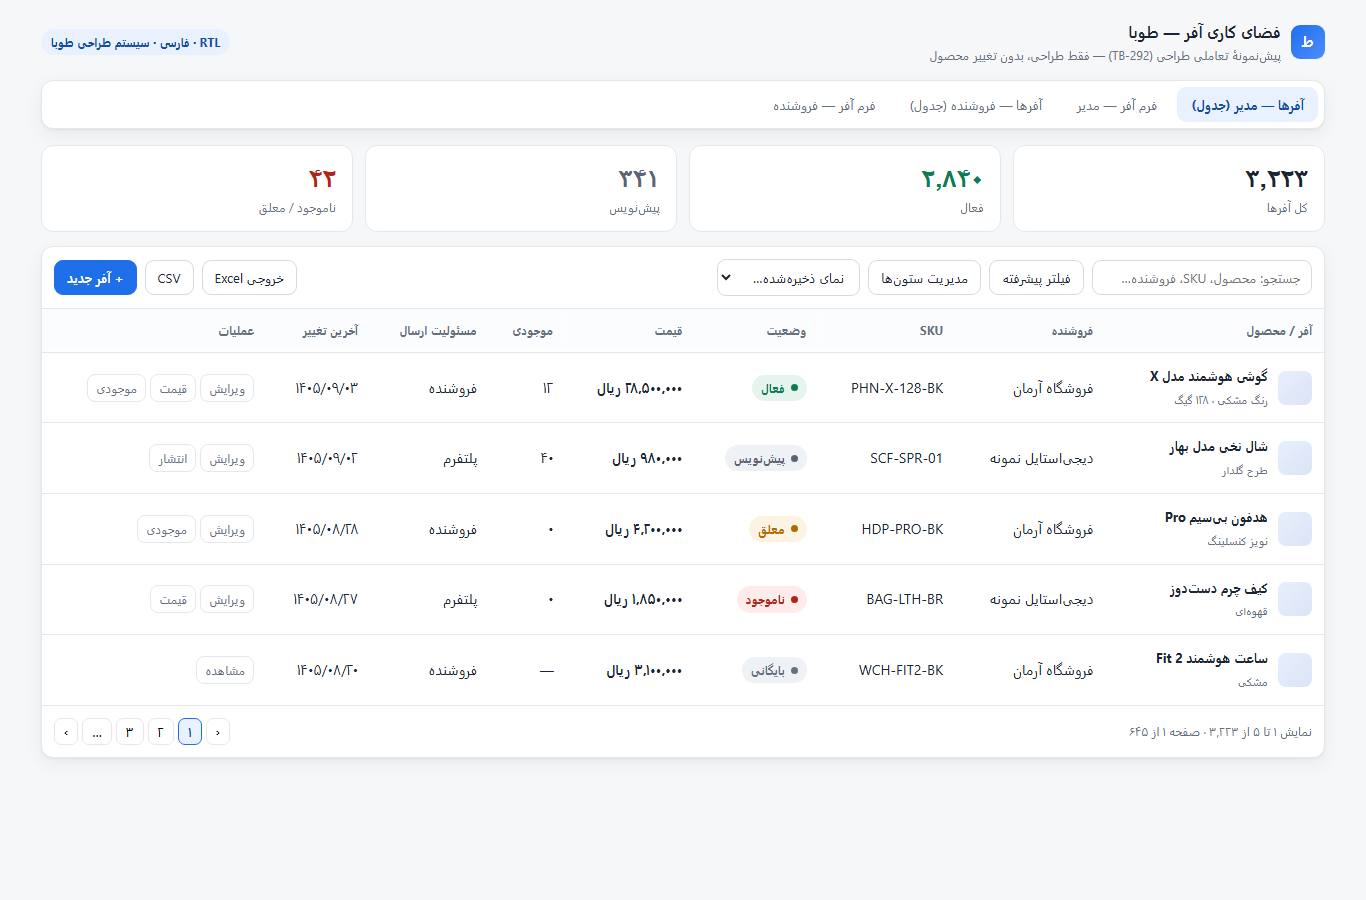 ط
فضای کاری آفر — طوبا
پیش‌نمونهٔ تعاملی طراحی (TB-292) — فقط طراحی، بدون تغییر محصول
RTL · فارسی · سیستم طراحی طوبا
آفرها — مدیر (جدول)
فرم آفر — مدیر
آفرها — فروشنده (جدول)
فرم آفر — فروشنده
۳,۲۲۳
کل آفرها
۲,۸۴۰
فعال
۳۴۱
پیش‌نویس
۴۲
ناموجود / معلق
جستجو: محصول، SKU، فروشنده...
فیلتر پیشرفته
مدیریت ستون‌ها
نمای ذخیره‌شده...
خروجی Excel
CSV
+ آفر جدید
آفر / محصول فروشنده SKU وضعیت قیمت موجودی مسئولیت ارسال آخرین تغییر عملیات
گوشی هوشمند مدل X
رنگ مشکی · ۱۲۸ گیگ
فروشگاه آرمان PHN-X-128-BK فعال ۲۸,۵۰۰,۰۰۰ ریال ۱۲ فروشنده ۱۴۰۵/۰۹/۰۳ ویرایش قیمت موجودی
شال نخی مدل بهار
طرح گلدار
دیجی‌استایل نمونه SCF-SPR-01 پیش‌نویس ۹۸۰,۰۰۰ ریال ۴۰ پلتفرم ۱۴۰۵/۰۹/۰۲ ویرایش انتشار
هدفون بی‌سیم Pro
نویز کنسلینگ
فروشگاه آرمان HDP-PRO-BK معلق ۴,۲۰۰,۰۰۰ ریال ۰ فروشنده ۱۴۰۵/۰۸/۲۸ ویرایش موجودی
کیف چرم دست‌دوز
قهوه‌ای
دیجی‌استایل نمونه BAG-LTH-BR ناموجود ۱,۸۵۰,۰۰۰ ریال ۰ پلتفرم ۱۴۰۵/۰۸/۲۷ ویرایش قیمت
ساعت هوشمند Fit 2
مشکی
فروشگاه آرمان WCH-FIT2-BK بایگانی ۳,۱۰۰,۰۰۰ ریال — فروشنده ۱۴۰۵/۰۸/۲۰ مشاهده
نمایش ۱ تا ۵ از ۳,۲۲۳ · صفحه ۱ از ۶۴۵
‹ ۱ ۲ ۳ ... ›